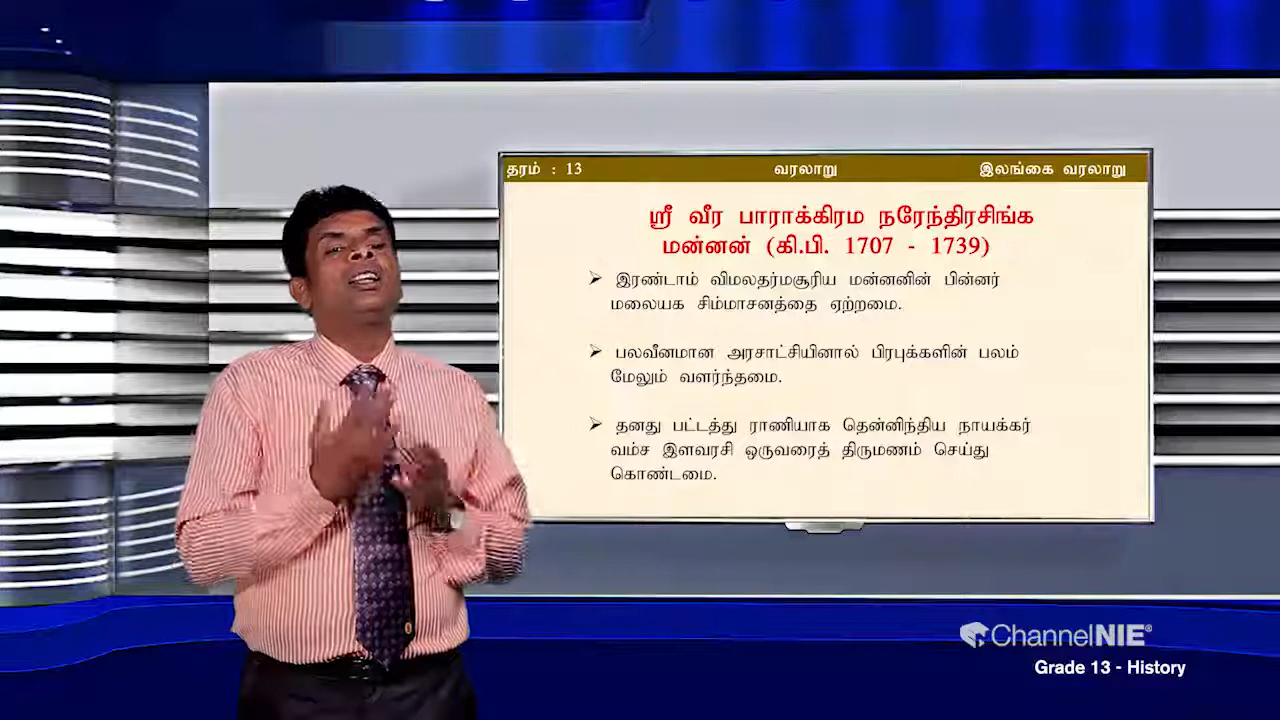 தரம் : 13 வரலாறு இலங்கை வரலாறு
ஸ்ரீ வீர பாராக்கிரம நரேந்திரசிங்க
மன்னன் (கி.பி. 1707 - 1739)
➢ இரண்டாம் விமலதர்மசூரிய மன்னனின் பின்னர்
மலையக சிம்மாசனத்தை ஏற்றமை.
➢ பலவீனமான அரசாட்சியினால் பிரபுக்களின் பலம்
மேலும் வளர்ந்தமை.
➢ தனது பட்டத்து ராணியாக தென்னிந்திய நாயக்கர்
வம்ச இளவரசி ஒருவரைத் திருமணம் செய்து
கொண்டமை.
ChannelNIE®
Grade 13 - History